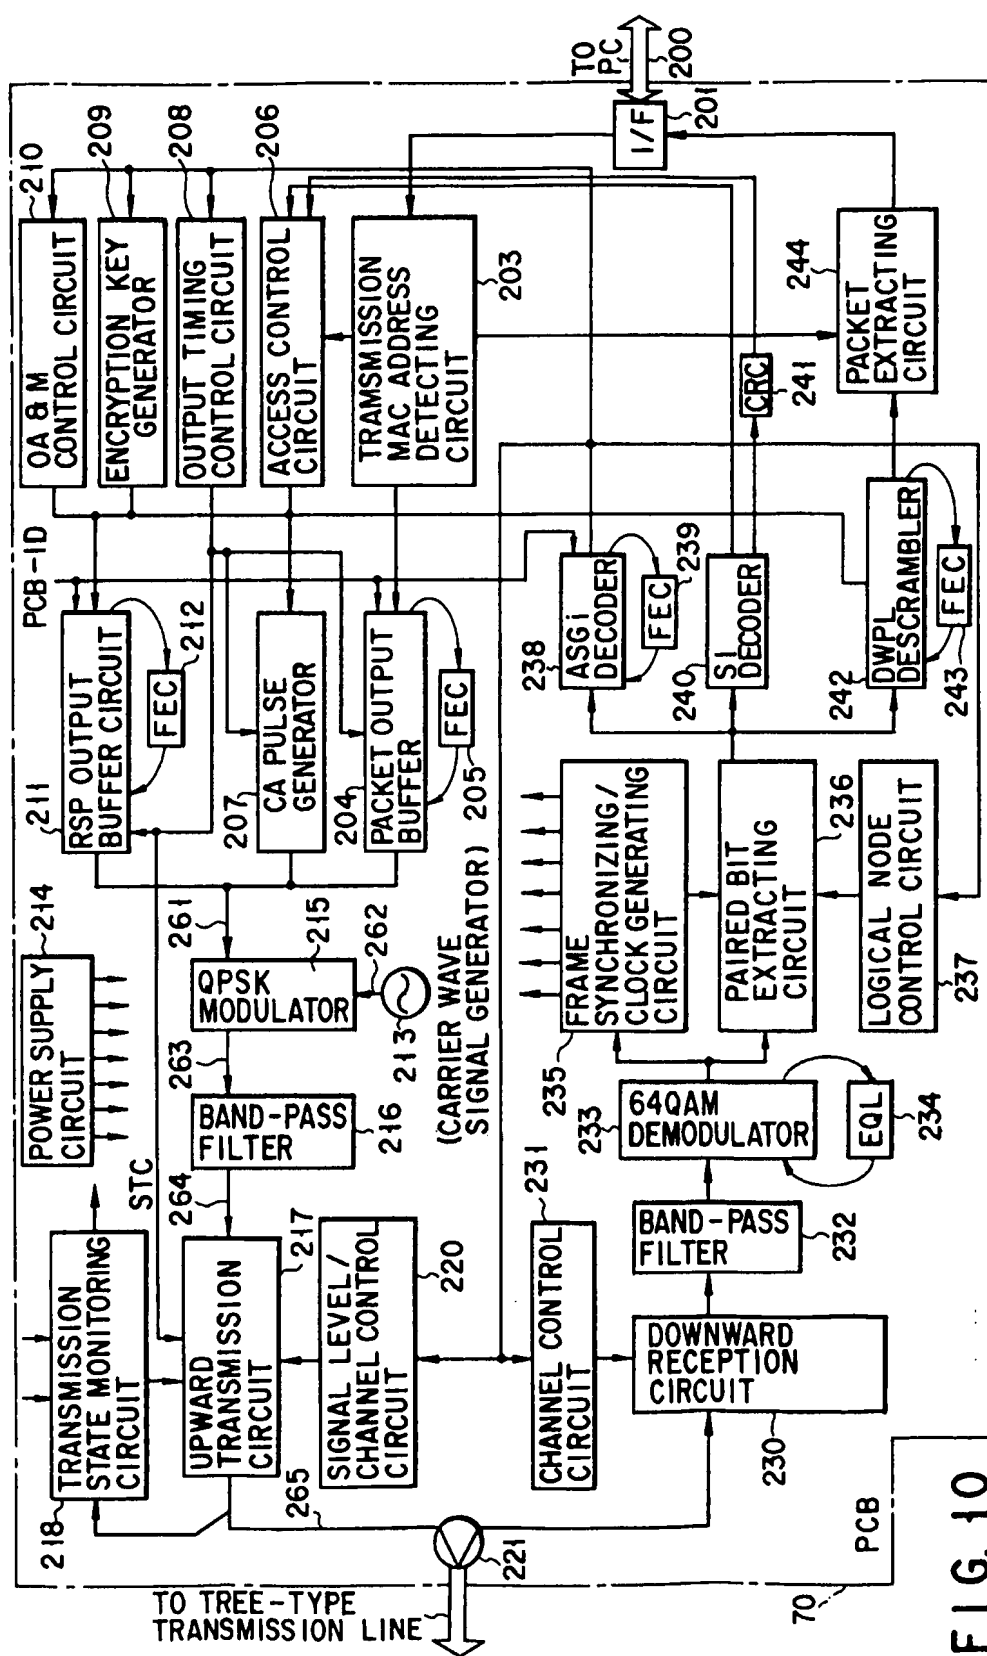 TO TREE-TYPE
TRANSMISSION LINE
218
TRANSMISSION
STATE MONITORING
CIRCUIT
STC
POWER SUPPLY
CIRCUIT
214
211
RSP OUTPUT
BUFFER CIRCUIT
FEC
212
PCB-ID
OA & M
CONTROL CIRCUIT
210
ENCRYPTION KEY
GENERATOR
209
OUTPUT TIMING
CONTROL CIRCUIT
208
ACCESS CONTROL
CIRCUIT
206
TRANSMISSION
MAC ADDRESS
DETECTING
CIRCUIT
203
I/F
201
TO
PC
200
UPWARD
TRANSMISSION
CIRCUIT
217
265
264
BAND-PASS
FILTER
216
263
QPSK
MODULATOR
215
261
262
213
(CARRIER WAVE
SIGNAL GENERATOR)
207
CA PULSE
GENERATOR
204
PACKET OUTPUT
BUFFER
FEC
205
SIGNAL LEVEL/
CHANNEL CONTROL
CIRCUIT
220
221
CHANNEL CONTROL
CIRCUIT
231
DOWNWARD
RECEPTION
CIRCUIT
230
BAND-PASS
FILTER
232
233
64QAM
DEMODULATOR
EQL
234
235
FRAME
SYNCHRONIZING/
CLOCK GENERATING
CIRCUIT
PAIRED BIT
EXTRACTING
CIRCUIT
236
LOGICAL NODE
CONTROL CIRCUIT
237
238
ASGi
DECODER
FEC
239
240
SI
DECODER
CRC
241
242
DWPL
DESCRAMBLER
FEC
243
PACKET
EXTRACTING
CIRCUIT
244
PCB
70
FIG. 10